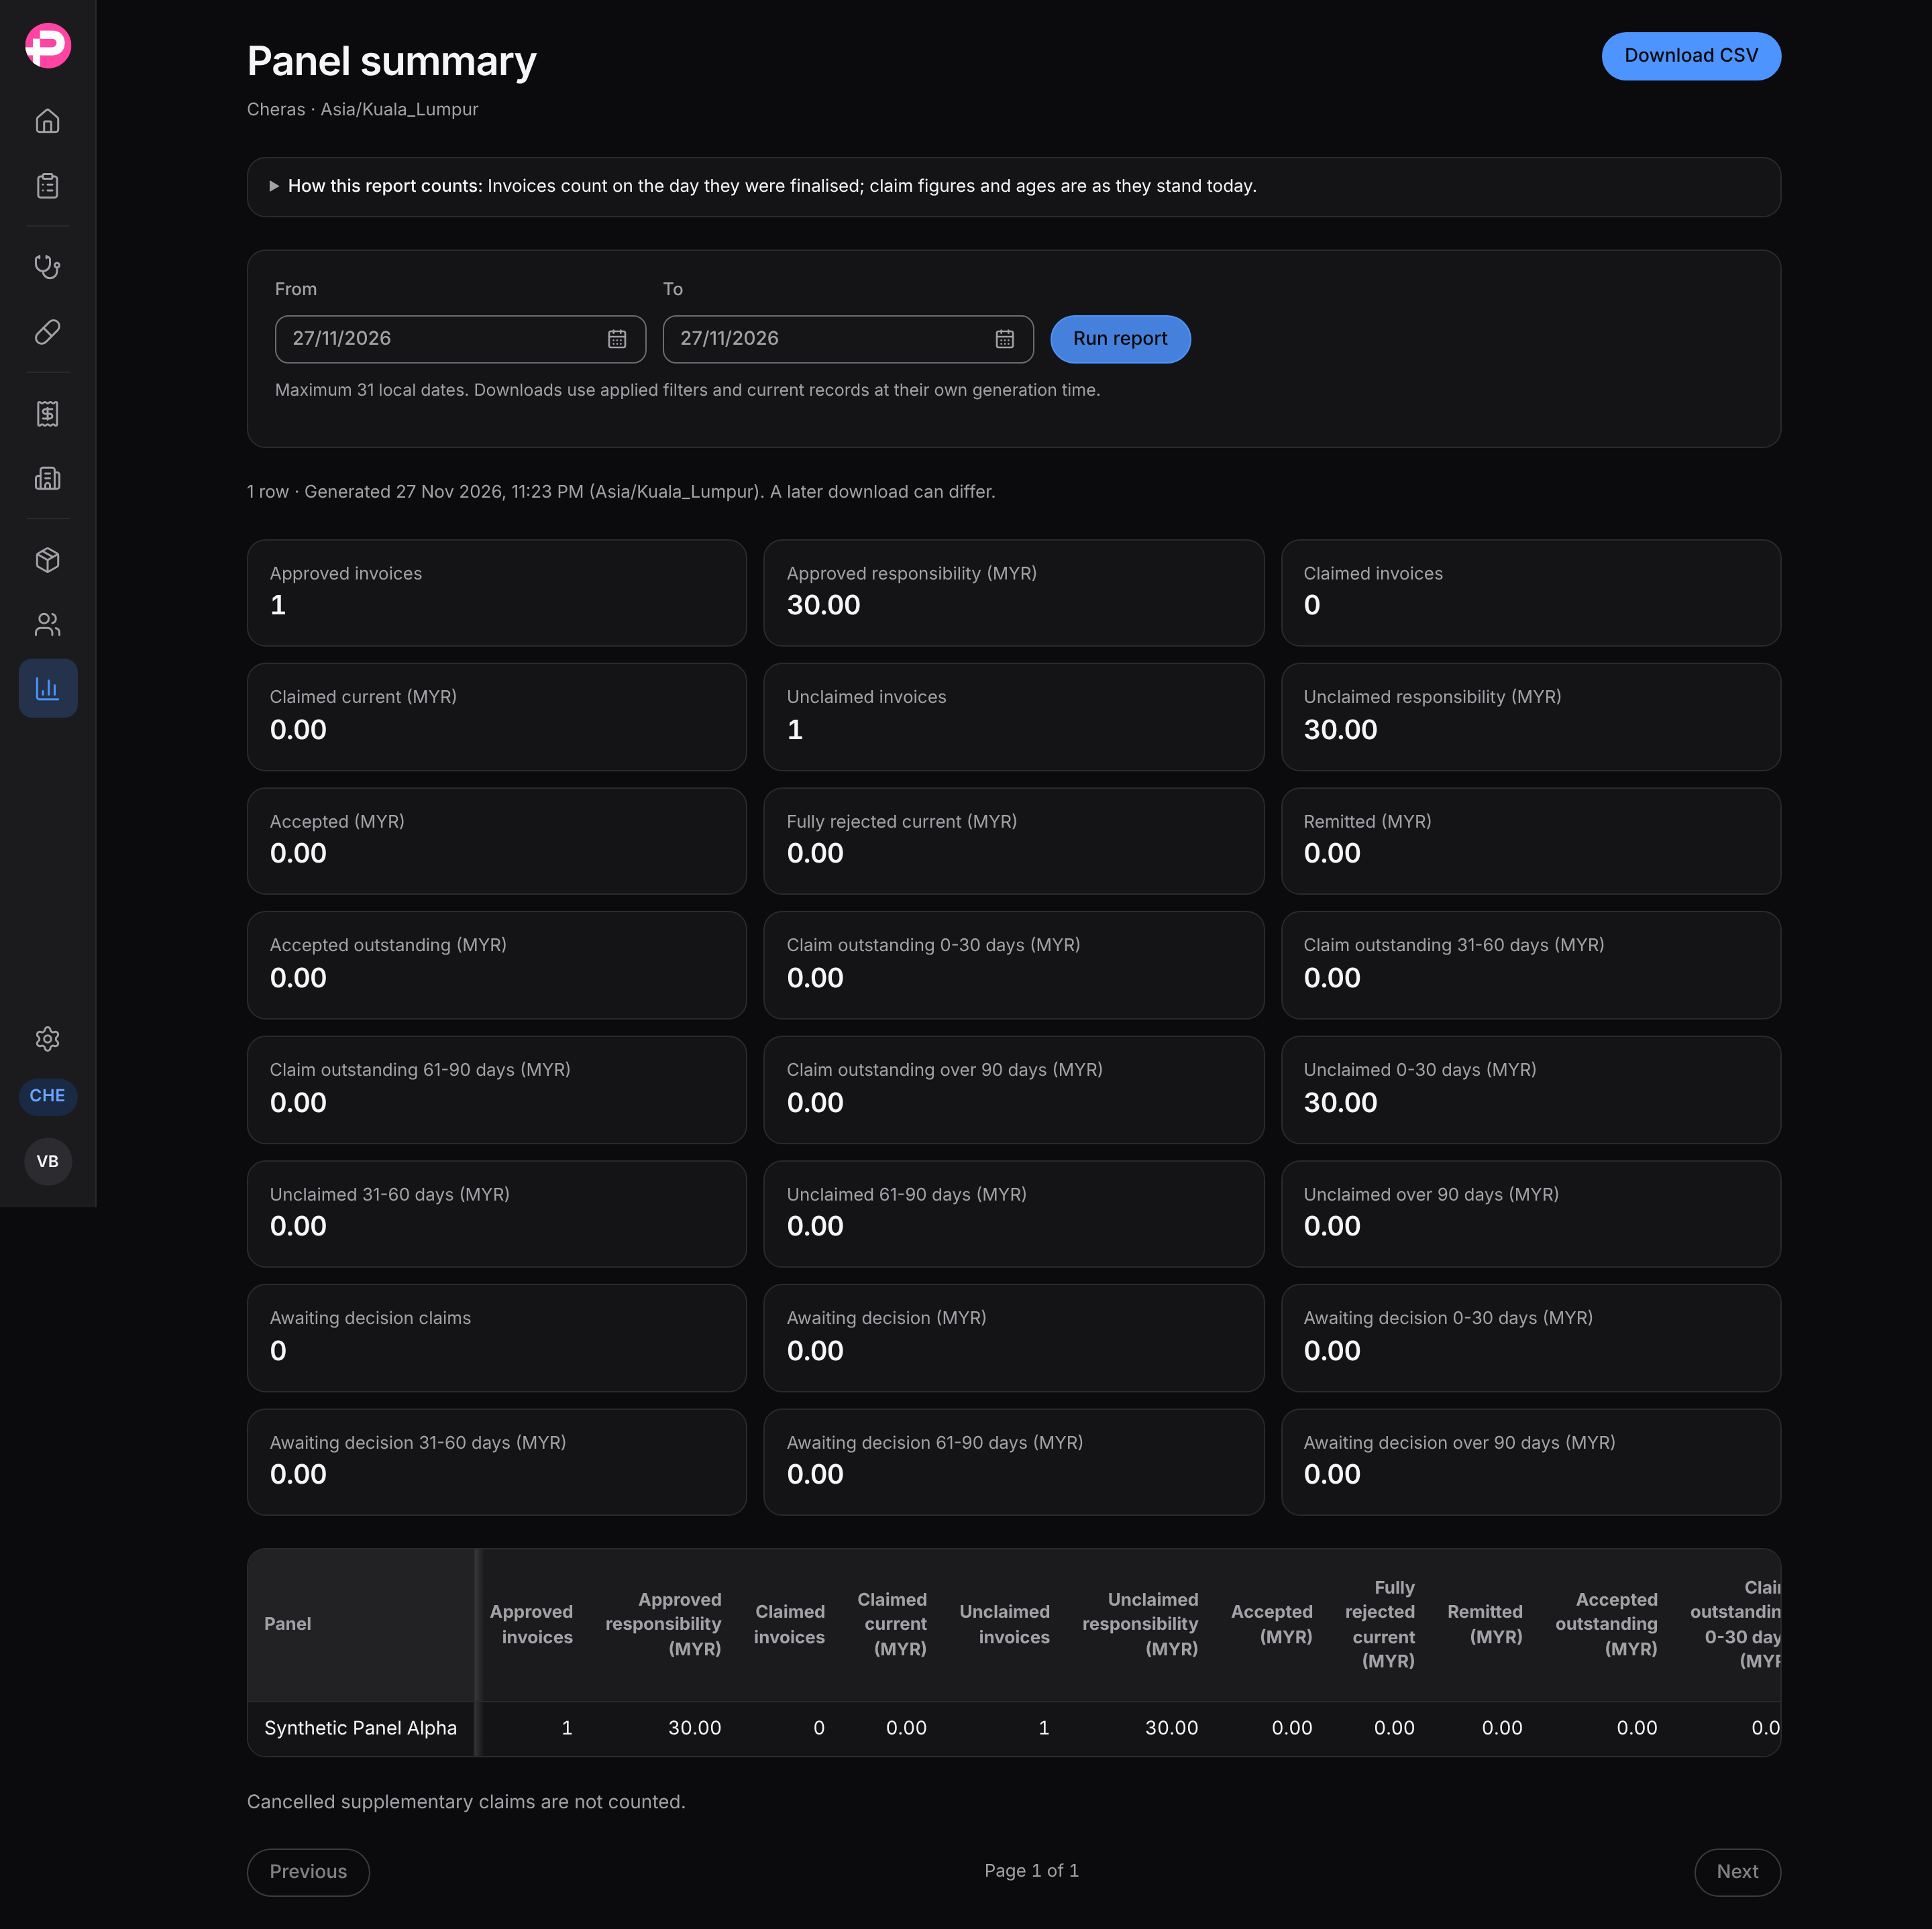 Panel summary
Download CSV
Cheras · Asia/Kuala_Lumpur
How this report counts: Invoices count on the day they were finalised; claim figures and ages are as they stand today.
From
To
27/11/2026
27/11/2026
Run report
Maximum 31 local dates. Downloads use applied filters and current records at their own generation time.
1 row · Generated 27 Nov 2026, 11:23 PM (Asia/Kuala_Lumpur). A later download can differ.
Approved invoices
1
Approved responsibility (MYR)
30.00
Claimed invoices
0
Claimed current (MYR)
0.00
Unclaimed invoices
1
Unclaimed responsibility (MYR)
30.00
Accepted (MYR)
0.00
Fully rejected current (MYR)
0.00
Remitted (MYR)
0.00
Accepted outstanding (MYR)
0.00
Claim outstanding 0-30 days (MYR)
0.00
Claim outstanding 31-60 days (MYR)
0.00
Claim outstanding 61-90 days (MYR)
0.00
Claim outstanding over 90 days (MYR)
0.00
Unclaimed 0-30 days (MYR)
30.00
Unclaimed 31-60 days (MYR)
0.00
Unclaimed 61-90 days (MYR)
0.00
Unclaimed over 90 days (MYR)
0.00
Awaiting decision claims
0
Awaiting decision (MYR)
0.00
Awaiting decision 0-30 days (MYR)
0.00
Awaiting decision 31-60 days (MYR)
0.00
Awaiting decision 61-90 days (MYR)
0.00
Awaiting decision over 90 days (MYR)
0.00
CHE
VB
Panel
Approved
invoices
Approved
responsibility
(MYR)
Claimed
invoices
Claimed
current
(MYR)
Unclaimed
invoices
Unclaimed
responsibility
(MYR)
Accepted
(MYR)
Fully
rejected
current
(MYR)
Remitted
(MYR)
Accepted
outstanding
(MYR)
0-30
Synthetic Panel Alpha 1 30.00 0 0.00 1 30.00 0.00 0.00 0.00 0.00
Cancelled supplementary claims are not counted.
Previous
Page 1 of 1
Next